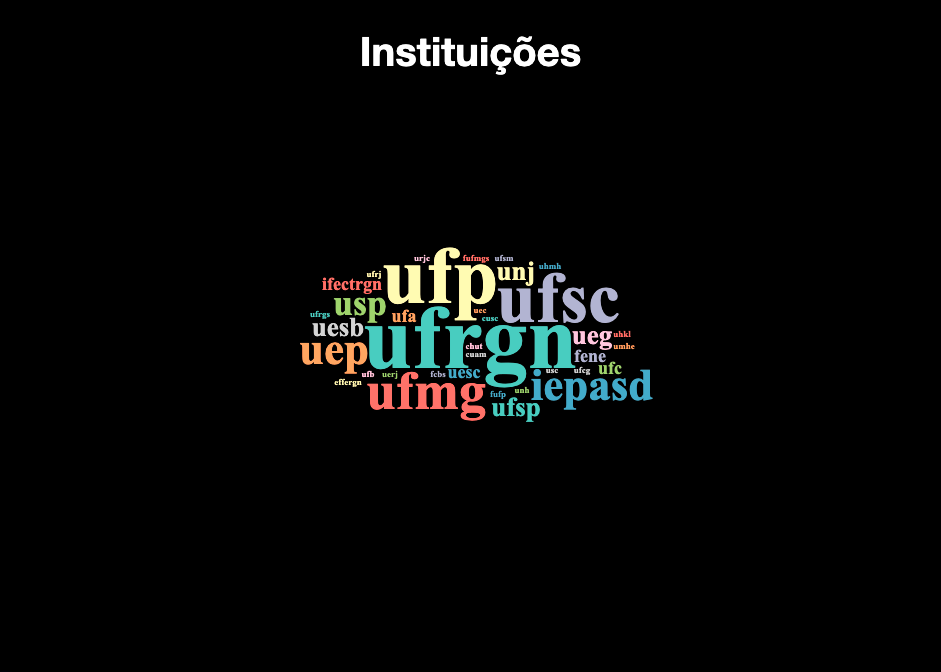 Instituições
urjc fufmgs ufsm
ufrj ufp unj uhmh
ifectrgn ufsc
usp
ufrgs ufa uec cusc
uesb ufrgn ueg uhkl
uep chut umhe
cuam fene
ufb uerj fcbs uesc usc ufcg ufc
effergn ufmg fufp unh iepasd
ufsp